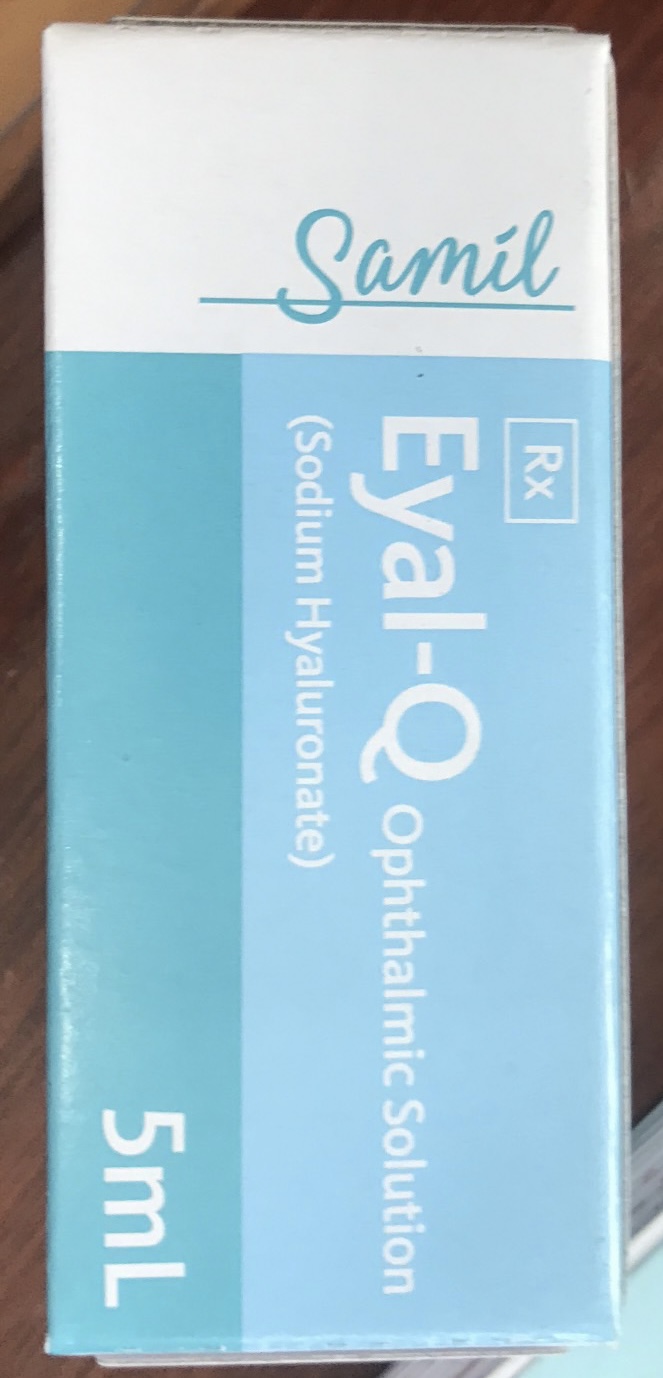 Samil
Rx
Eyal-Q Ophthalmic Solution
(Sodium Hyaluronate)
5mL